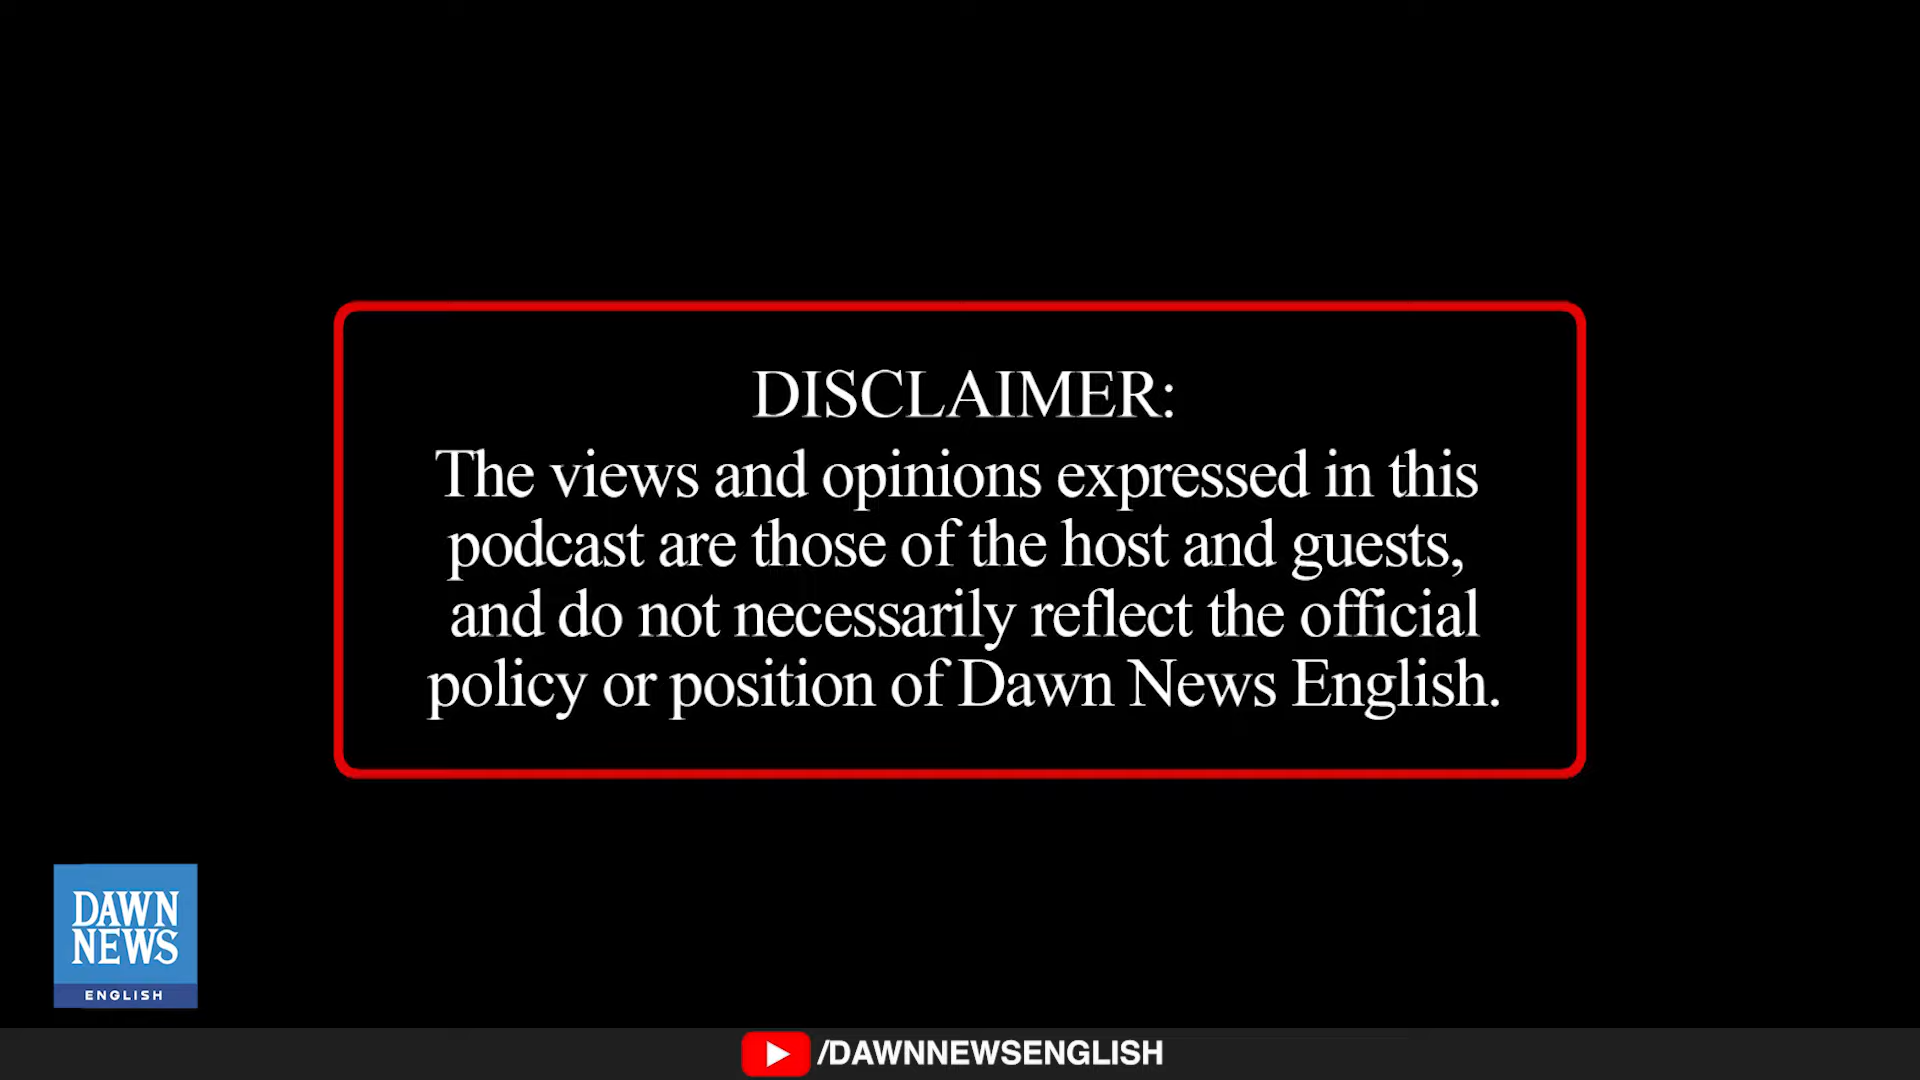 DISCLAIMER:
The views and opinions expressed in this
podcast are those of the host and guests,
and do not necessarily reflect the official
policy or position of Dawn News English.
DAWN
NEWS
ENGLISH
/DAWNNEWSENGLISH